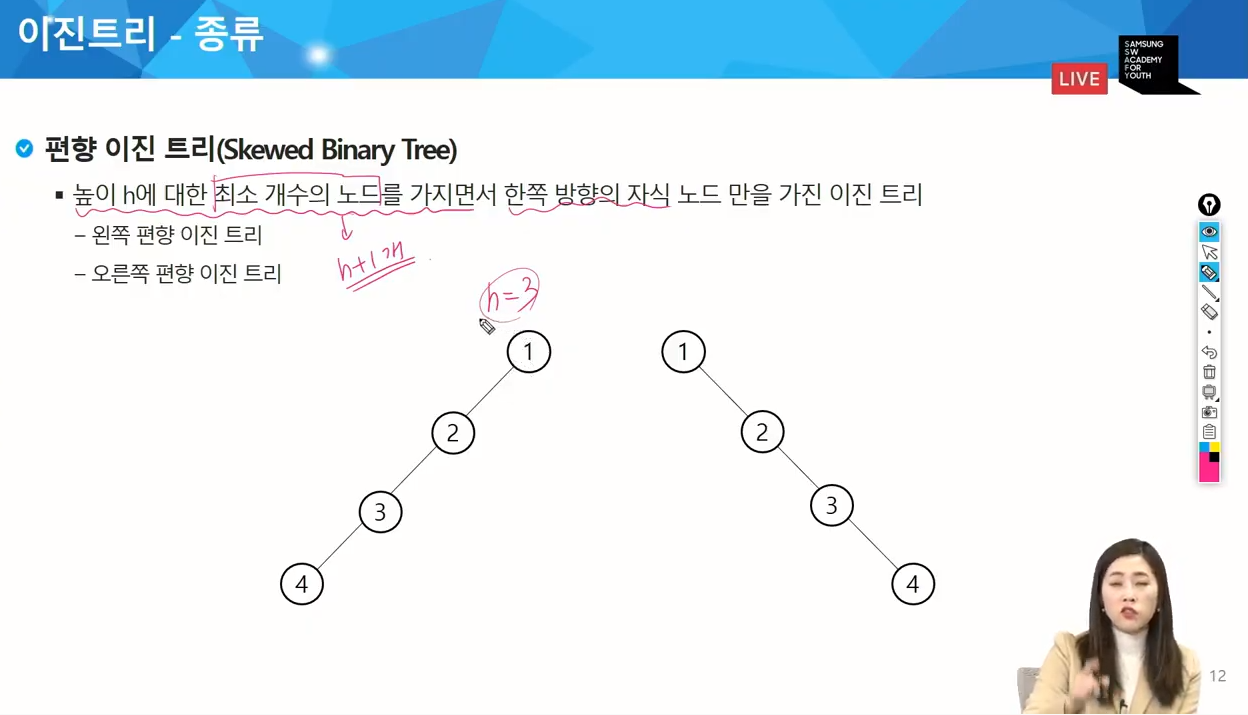 이진트리 - 종류
LIVE
SAMSUNG
SW
ACADEMY
FOR
YOUTH
편향 이진 트리(Skewed Binary Tree)
▪ 높이 h에 대한 최소 개수의 노드를 가지면서 한쪽 방향의 자식 노드 만을 가진 이진 트리
– 왼쪽 편향 이진 트리
– 오른쪽 편향 이진 트리
h+1개
h=3
1
2
3
4
1
2
3
4
12